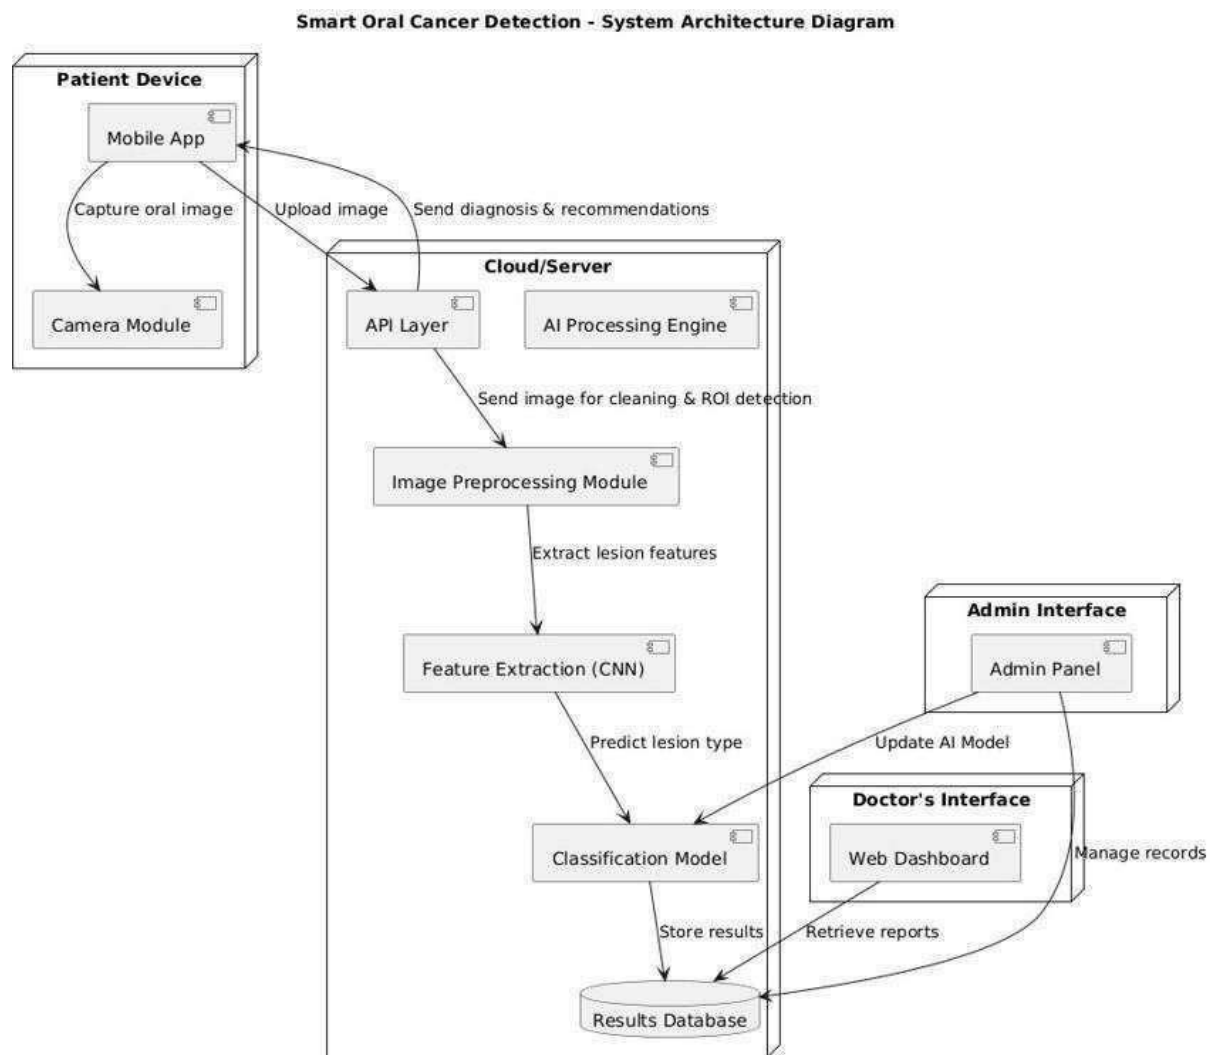 Smart Oral Cancer Detection - System Architecture Diagram
Patient Device
Mobile App
Capture oral image
Upload image
Send diagnosis & recommendations
Cloud/Server
Camera Module
API Layer
AI Processing Engine
Send image for cleaning & ROI detection
Image Preprocessing Module
Extract lesion features
Admin Interface
Feature Extraction (CNN)
Admin Panel
Predict lesion type
Update AI Model
Doctor's Interface
Classification Model
Web Dashboard
Manage records
Store results
Retrieve reports
Results Database